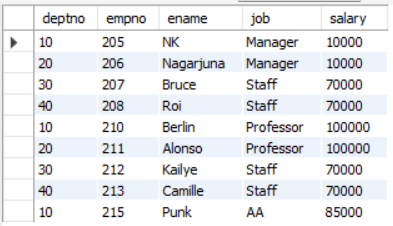 deptno empno ename job salary
10 205 NK Manager 10000
20 206 Nagarjuna Manager 10000
30 207 Bruce Staff 70000
40 208 Roi Staff 70000
10 210 Berlin Professor 100000
20 211 Alonso Professor 100000
30 212 Kailye Staff 70000
40 213 Camille Staff 70000
10 215 Punk AA 85000